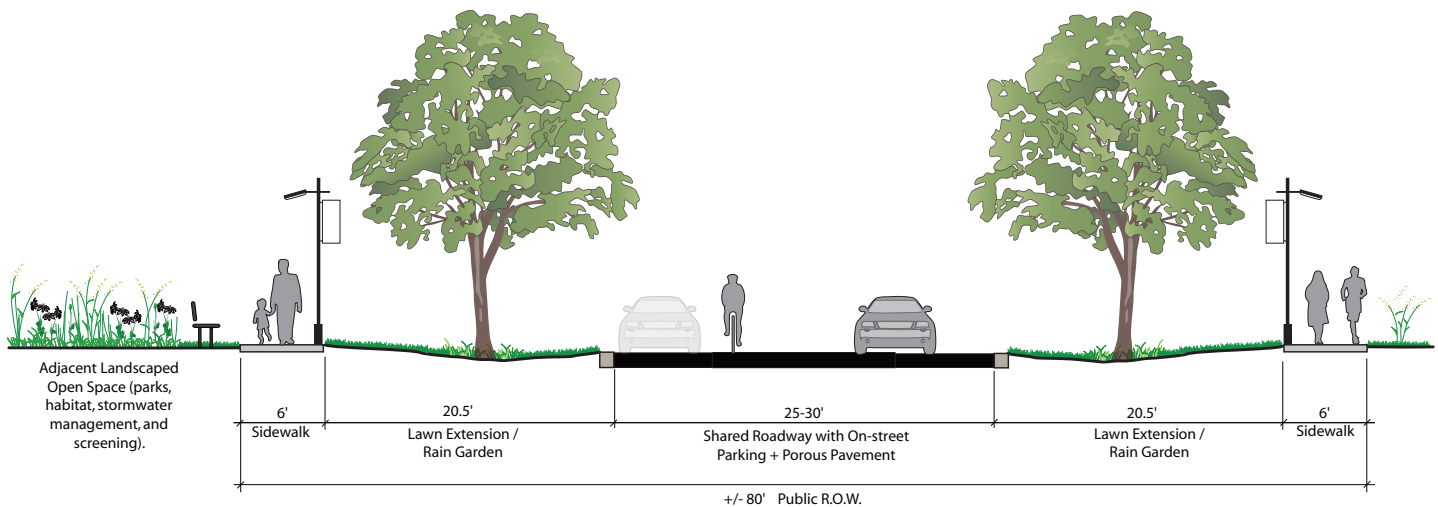 Adjacent Landscaped
Open Space (parks,
habitat, stormwater
management, and
screening).
6'
Sidewalk
20.5'
Lawn Extension /
Rain Garden
25-30'
Shared Roadway with On-street
Parking + Porous Pavement
20.5'
Lawn Extension /
Rain Garden
6'
Sidewalk
+/- 80' Public R.O.W.